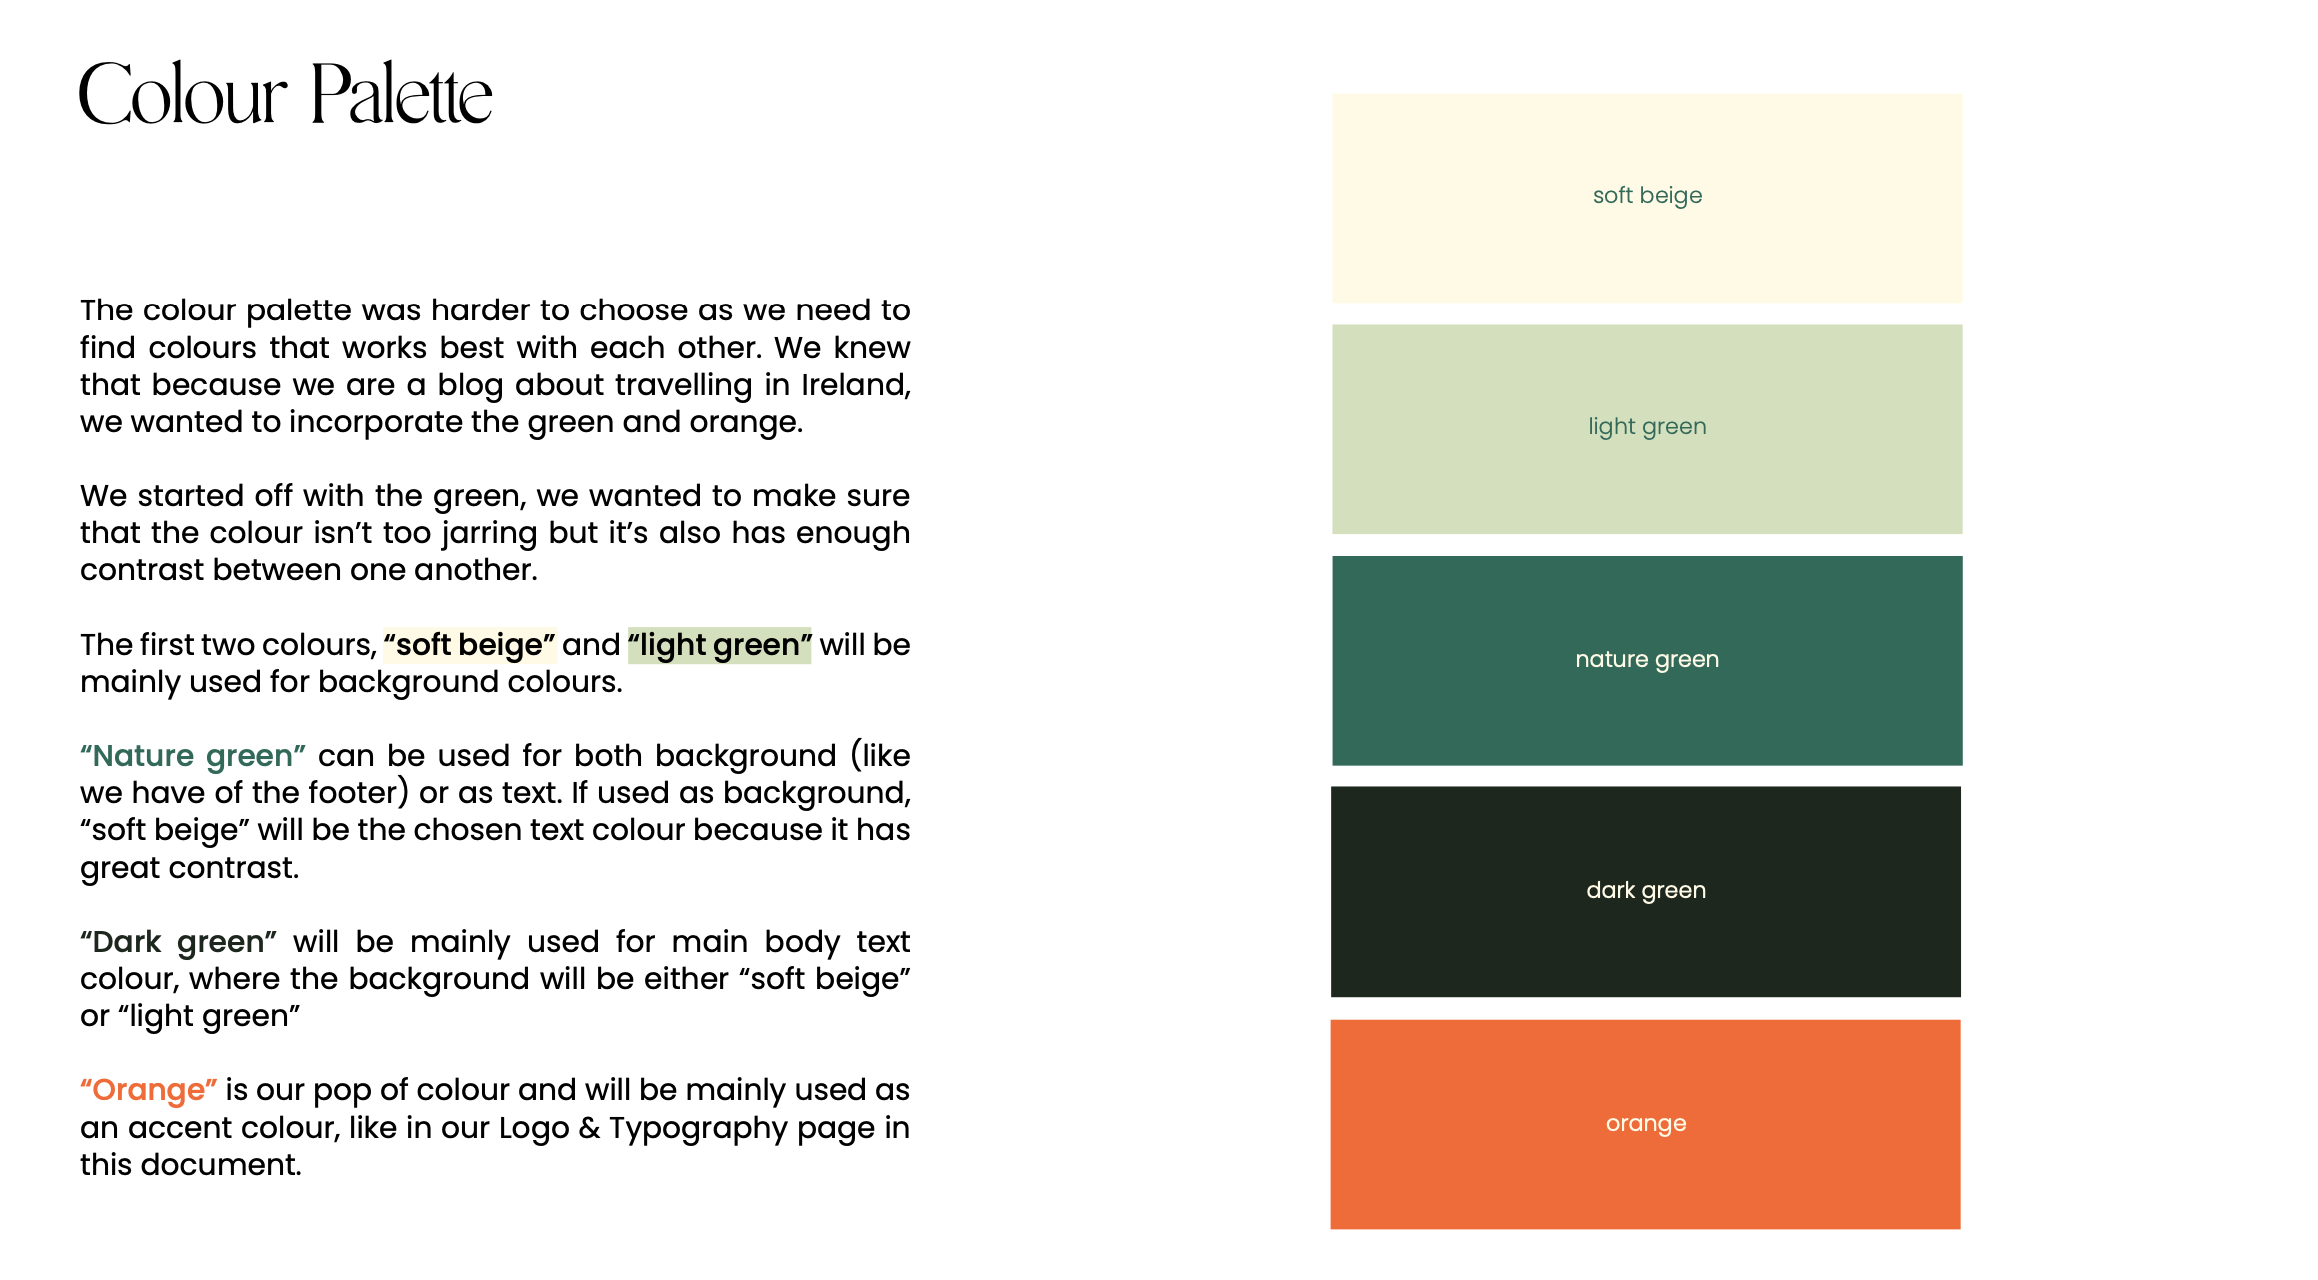 Colour Palette
The colour palette was harder to choose as we need to
find colours that works best with each other. We knew
that because we are a blog about travelling in Ireland,
we wanted to incorporate the green and orange.
We started off with the green, we wanted to make sure
that the colour isn’t too jarring but it’s also has enough
contrast between one another.
The first two colours, “soft beige” and “light green” will be
mainly used for background colours.
“Nature green” can be used for both background (like
we have of the footer) or as text. If used as background,
“soft beige” will be the chosen text colour because it has
great contrast.
“Dark green” will be mainly used for main body text
colour, where the background will be either “soft beige”
or “light green”
“Orange” is our pop of colour and will be mainly used as
an accent colour, like in our Logo & Typography page in
this document.
soft beige
light green
nature green
dark green
orange